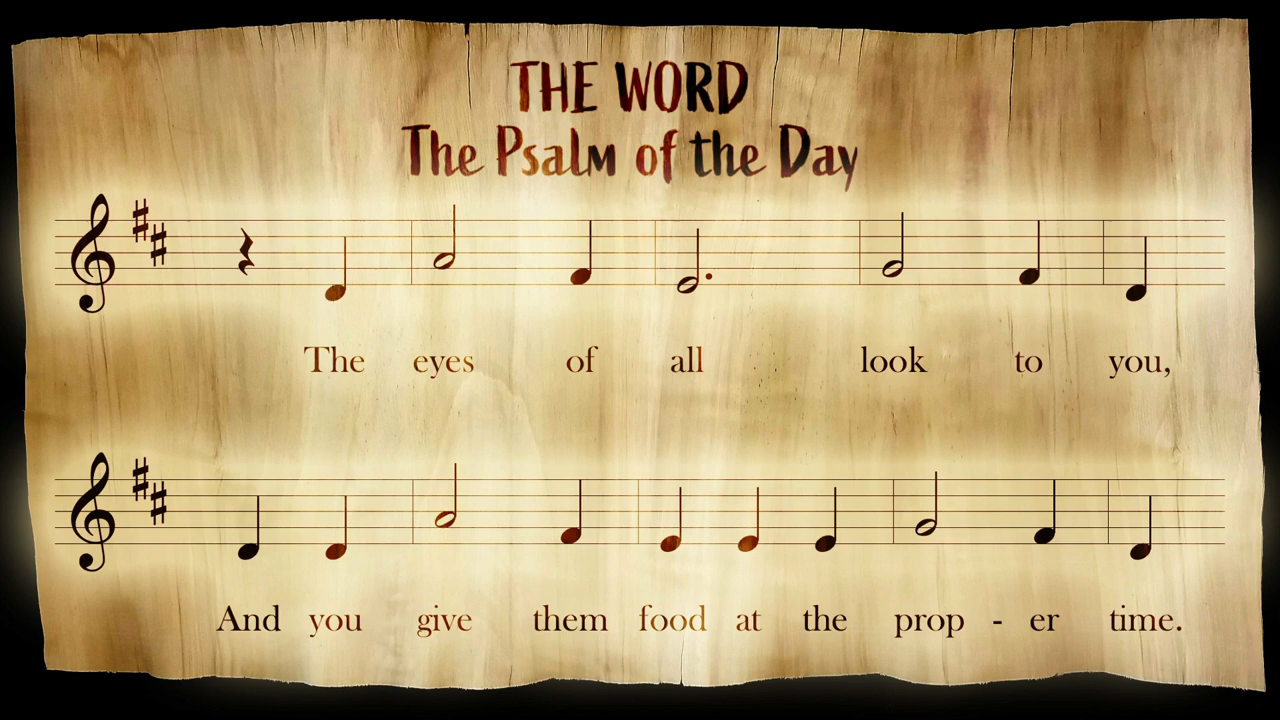 THE WORD
The Psalm of the Day
The eyes of all look to you,
And you give them food at the prop - er time.